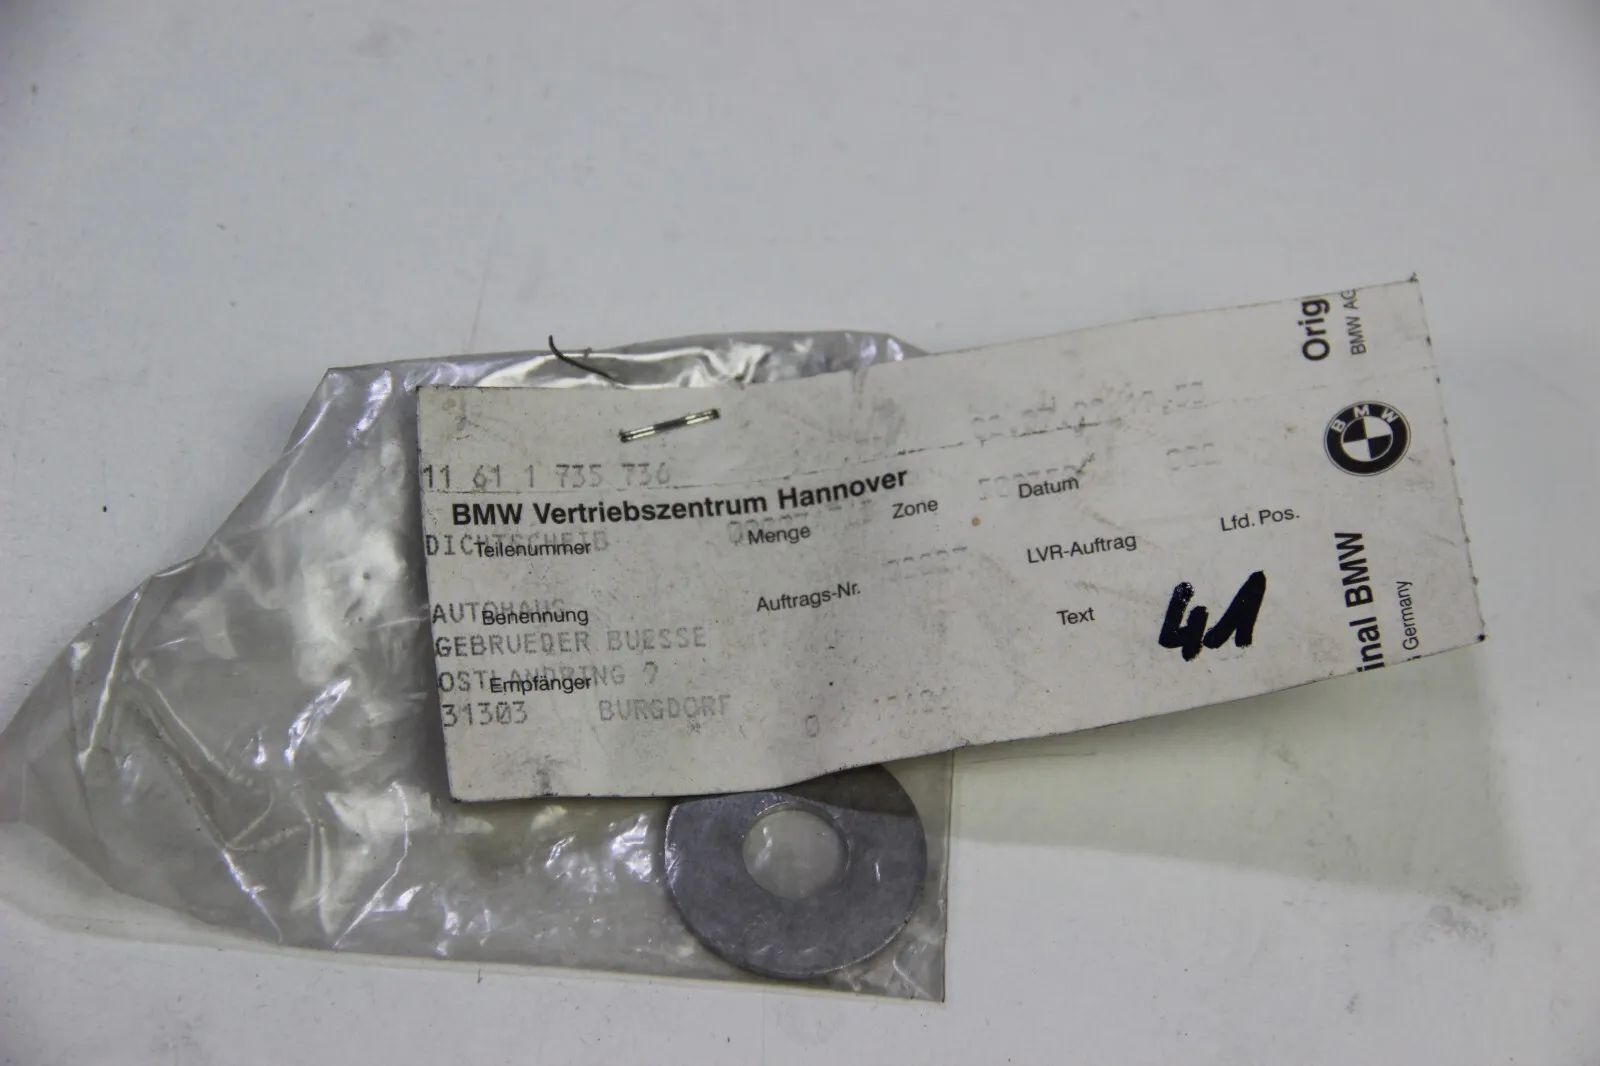 11 61 1 735 736
BMW Vertriebszentrum Hannover
Zone
Datum
DICHTSCHEIB
Teilenummer
Menge
LVR-Auftrag
Lfd. Pos.
AUTOHAUS
Benennung
Auftrags-Nr.
Text
41
GEBRUEDER BUESSE
OSTLANDRING
Empfänger
31303 BURGDORF
Orig
BMW AG
BMW
inal BMW
Germany